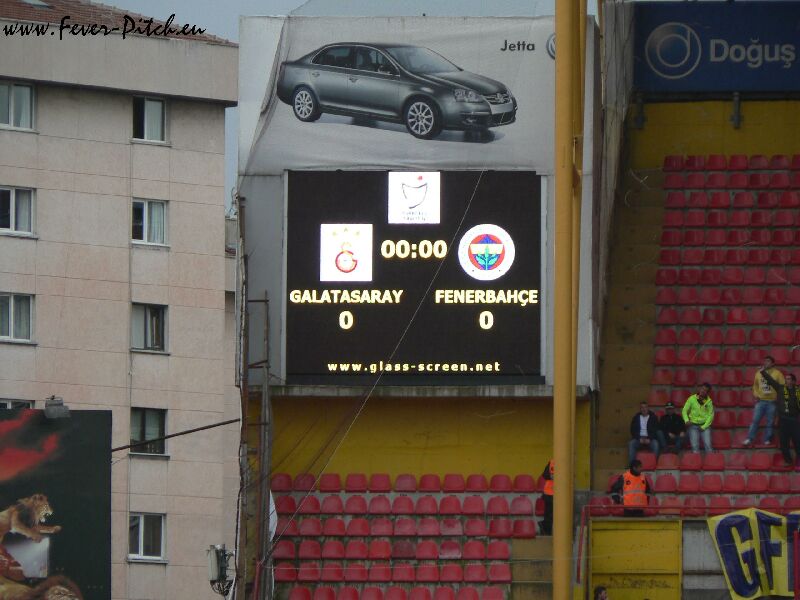 www.Fever-Pitch.eu
Jetta
Doğuş
00:00
GALATASARAY FENERBAHÇE
0 0
www.glass-screen.net
GF